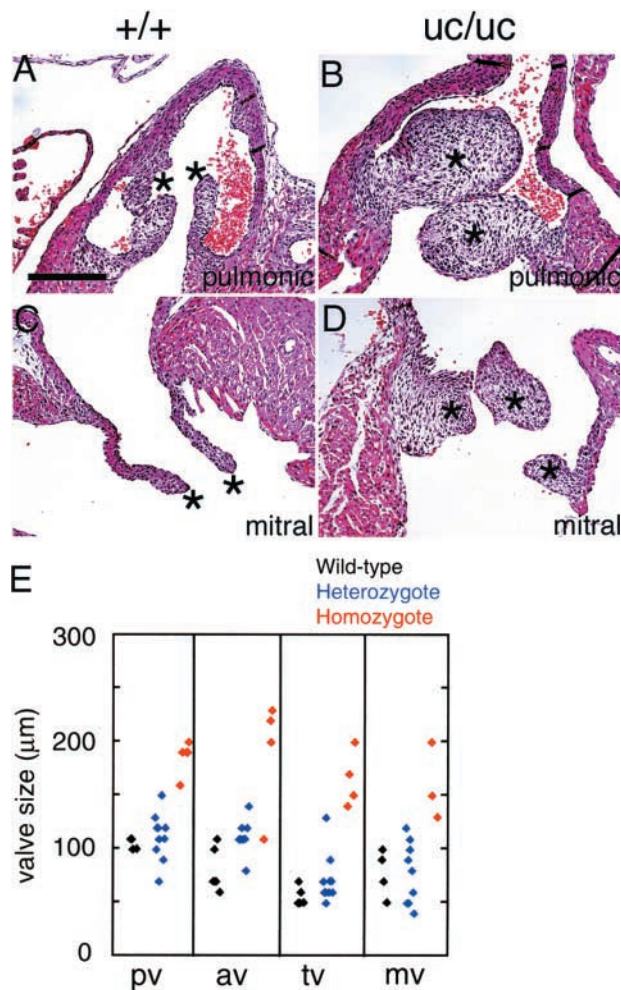 +/+ uc/uc
A B
* * *
*
pulmonic pulmonic
C D
* * *
* *
mitral mitral
E
Wild-type
Heterozygote
Homozygote
300
200
100
0
valve size (μm)
pv av tv mv